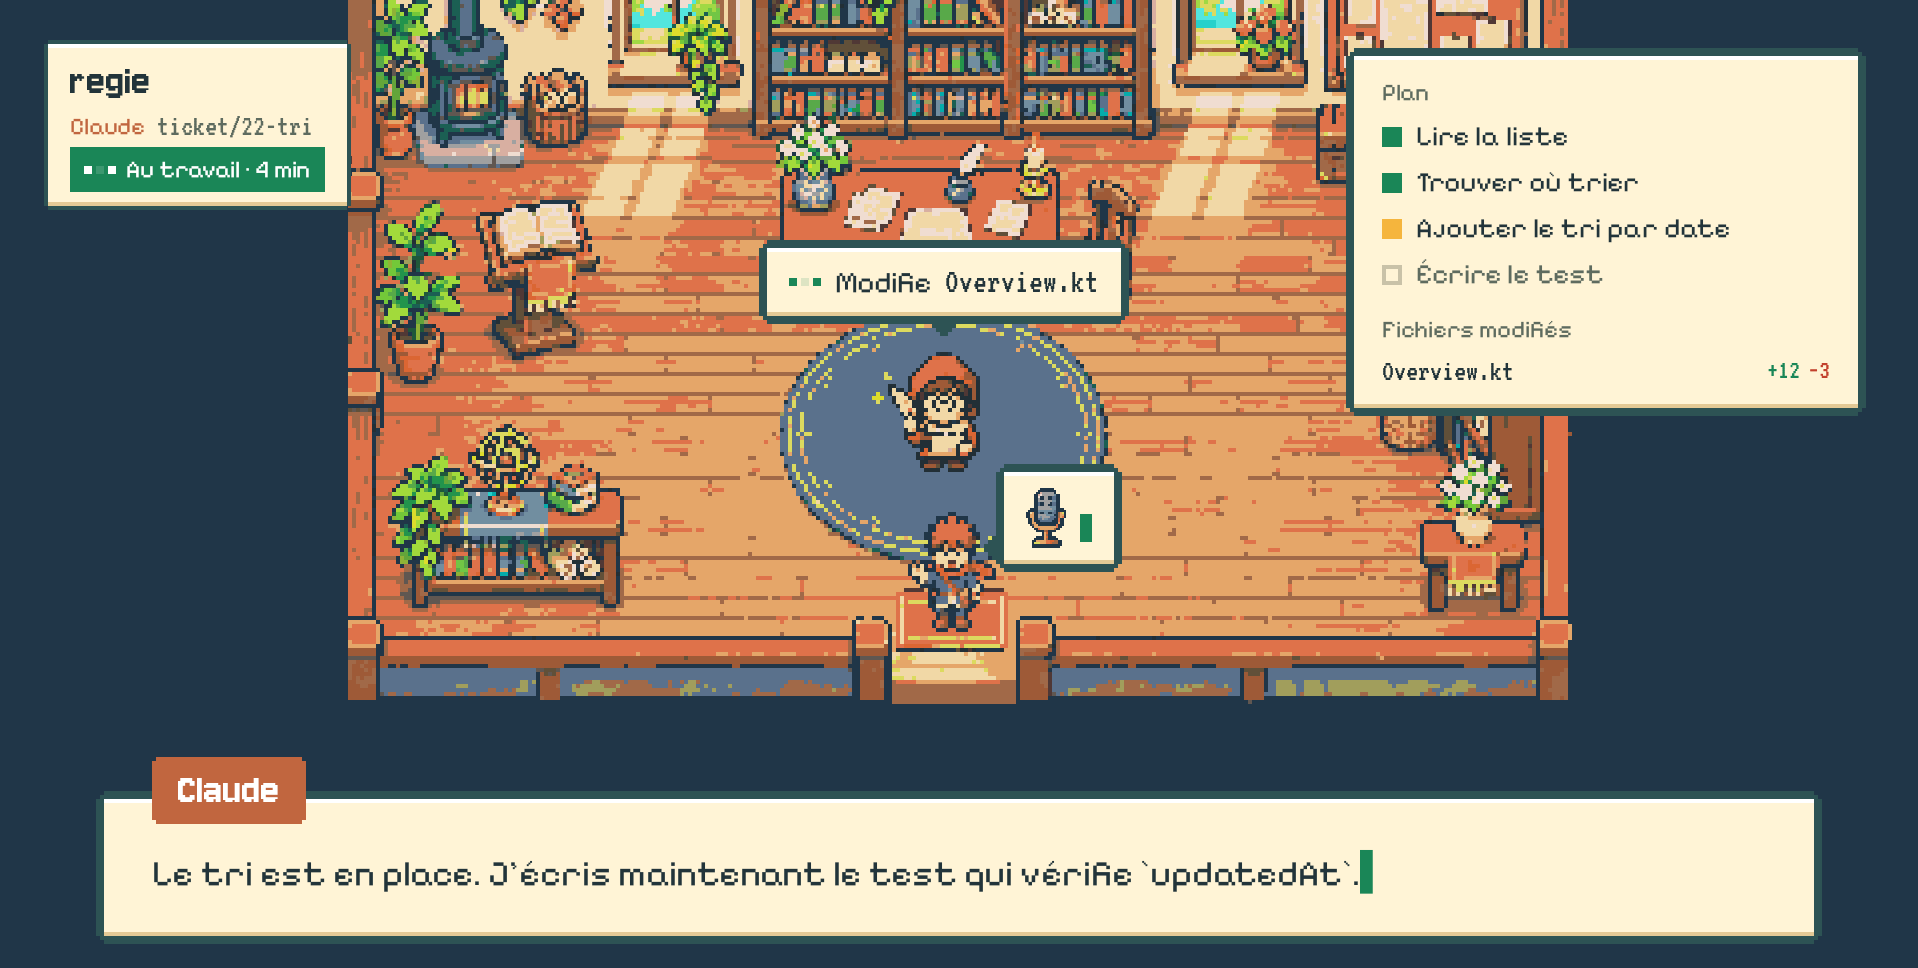 regie
Claude ticket/22-tri
Au travail · 4 min
Plan
Lire la liste
Trouver où trier
Ajouter le tri par date
Écrire le test
Fichiers modifiés
Overview.kt +12 -3
Modifie Overview.kt
Claude
Le tri est en place. J'écris maintenant le test qui vérifie `updatedAt`.